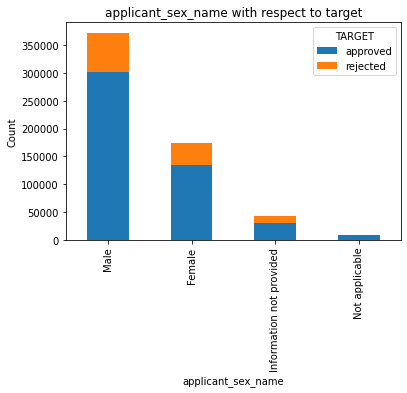 applicant_sex_name with respect to target
TARGET
approved
rejected
Count
350000
300000
250000
200000
150000
100000
50000
0
Male
Female
Information not provided
Not applicable
applicant_sex_name